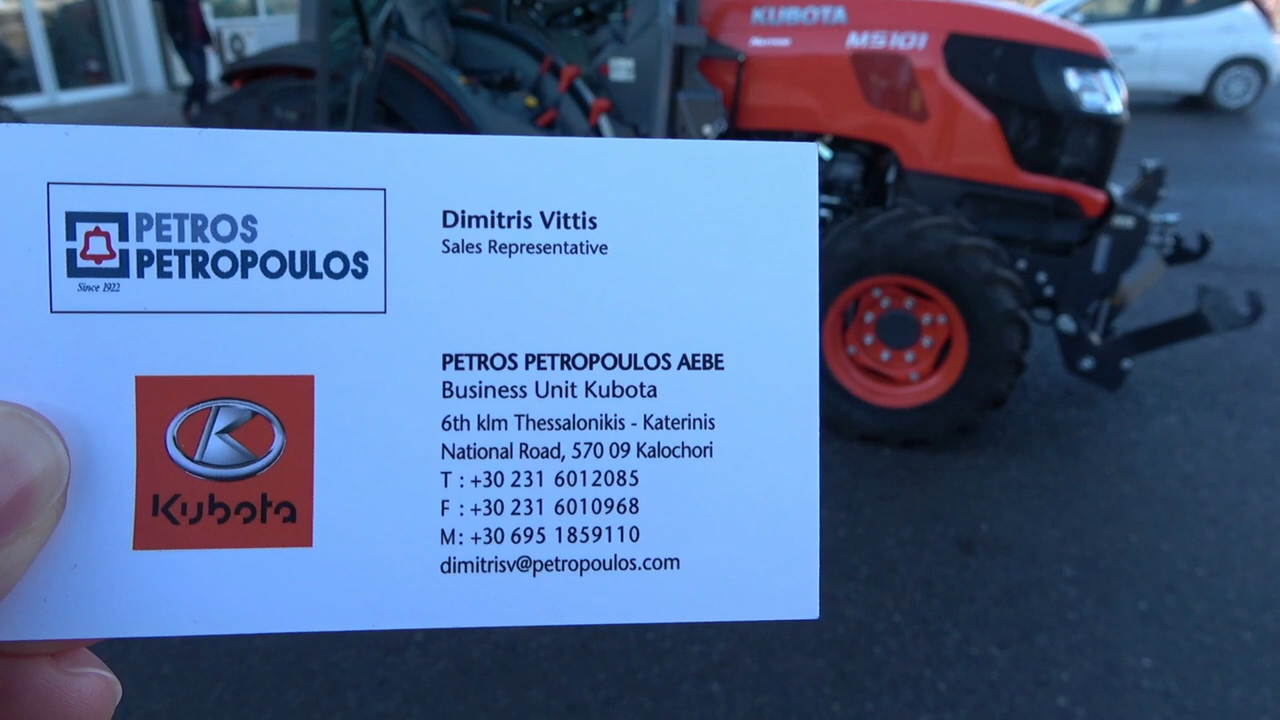 KUBOTA
M5101
PETROS
PETROPOULOS
Since 1922
Kubota
Dimitris Vittis
Sales Representative
PETROS PETROPOULOS AEBE
Business Unit Kubota
6th klm Thessalonikis - Katerinis
National Road, 570 09 Kalochori
T : +30 231 6012085
F : +30 231 6010968
M: +30 695 1859110
dimitrisv@petropoulos.com